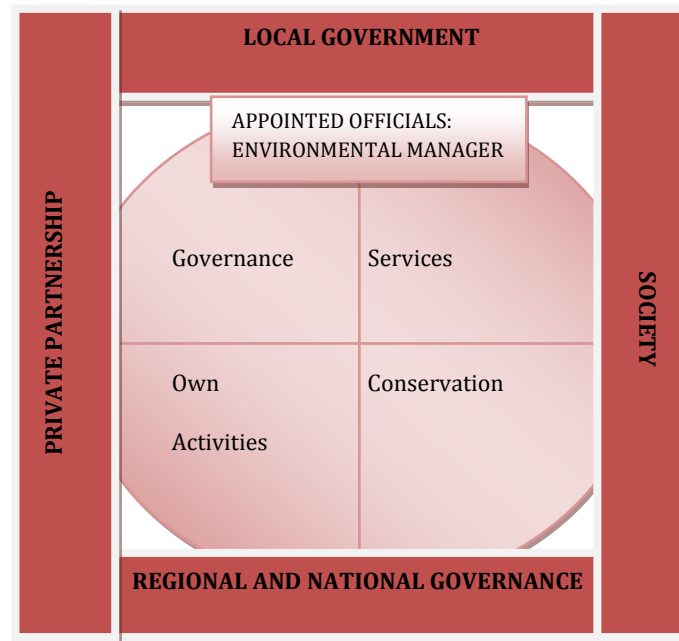 LOCAL GOVERNMENT
APPOINTED OFFICIALS:
ENVIRONMENTAL MANAGER
PRIVATE PARTNERSHIP
Governance
Services
Own
Activities
Conservation
SOCIETY
REGIONAL AND NATIONAL GOVERNANCE